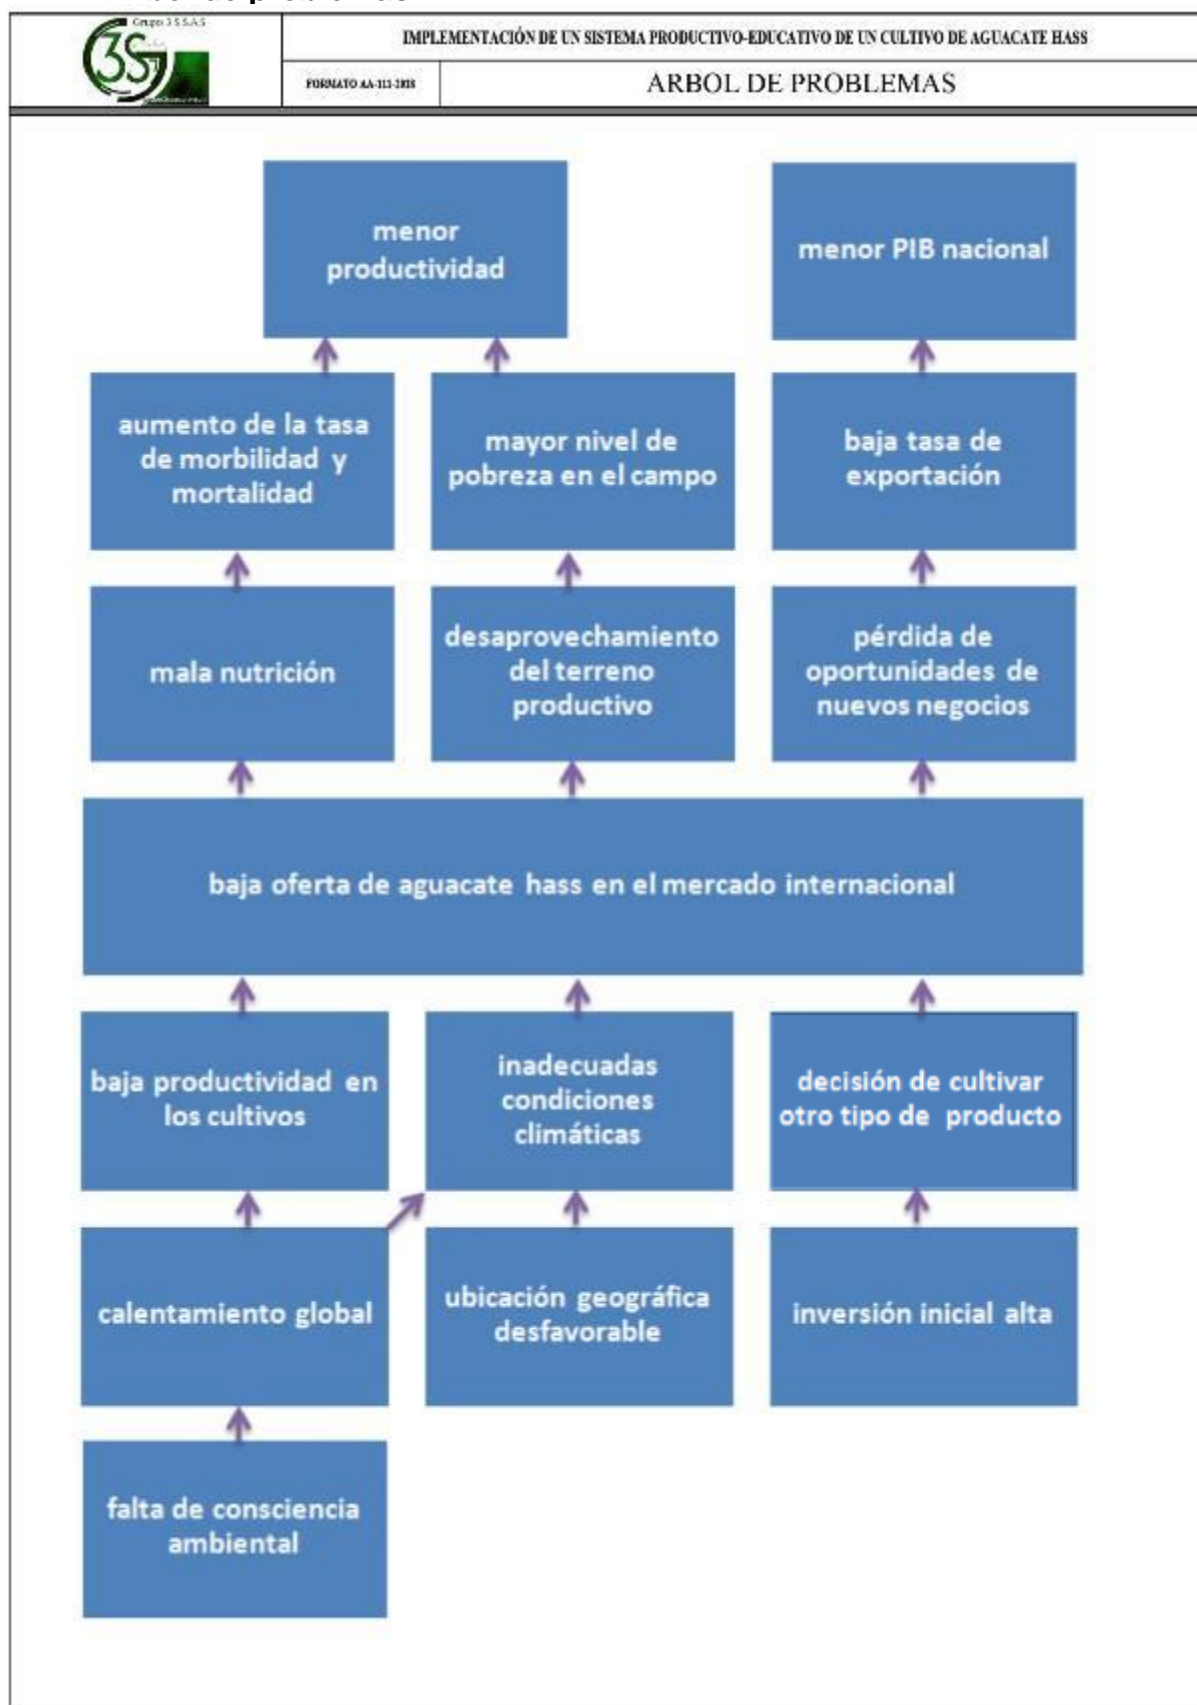 Grupo 3 S S.A.S
3S
IMPLEMENTACIÓN DE UN SISTEMA PRODUCTIVO-EDUCATIVO DE UN CULTIVO DE AGUACATE HASS
ARBOL DE PROBLEMAS
menor
productividad
menor PIB nacional
aumento de la tasa
de morbilidad y
mortalidad
mayor nivel de
pobreza en el campo
baja tasa de
exportación
mala nutrición
desaprovechamiento
del terreno
productivo
pérdida de
oportunidades de
nuevos negocios
baja oferta de aguacate hass en el mercado internacional
baja productividad en
los cultivos
inadecuadas
condiciones
climáticas
decisión de cultivar
otro tipo de producto
calentamiento global
ubicación geográfica
desfavorable
inversión inicial alta
falta de consciencia
ambiental